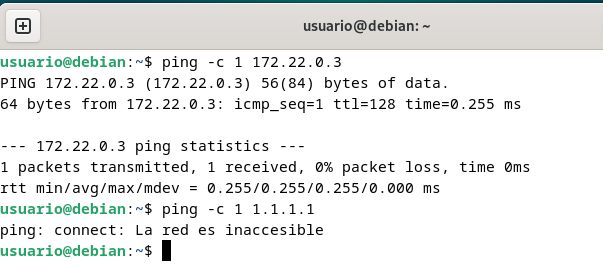 usuario@debian: ~
usuario@debian:~$ ping -c 1 172.22.0.3
PING 172.22.0.3 (172.22.0.3) 56(84) bytes of data.
64 bytes from 172.22.0.3: icmp_seq=1 ttl=128 time=0.255 ms

--- 172.22.0.3 ping statistics ---
1 packets transmitted, 1 received, 0% packet loss, time 0ms
rtt min/avg/max/mdev = 0.255/0.255/0.255/0.000 ms
usuario@debian:~$ ping -c 1 1.1.1.1
ping: connect: La red es inaccesible
usuario@debian:~$